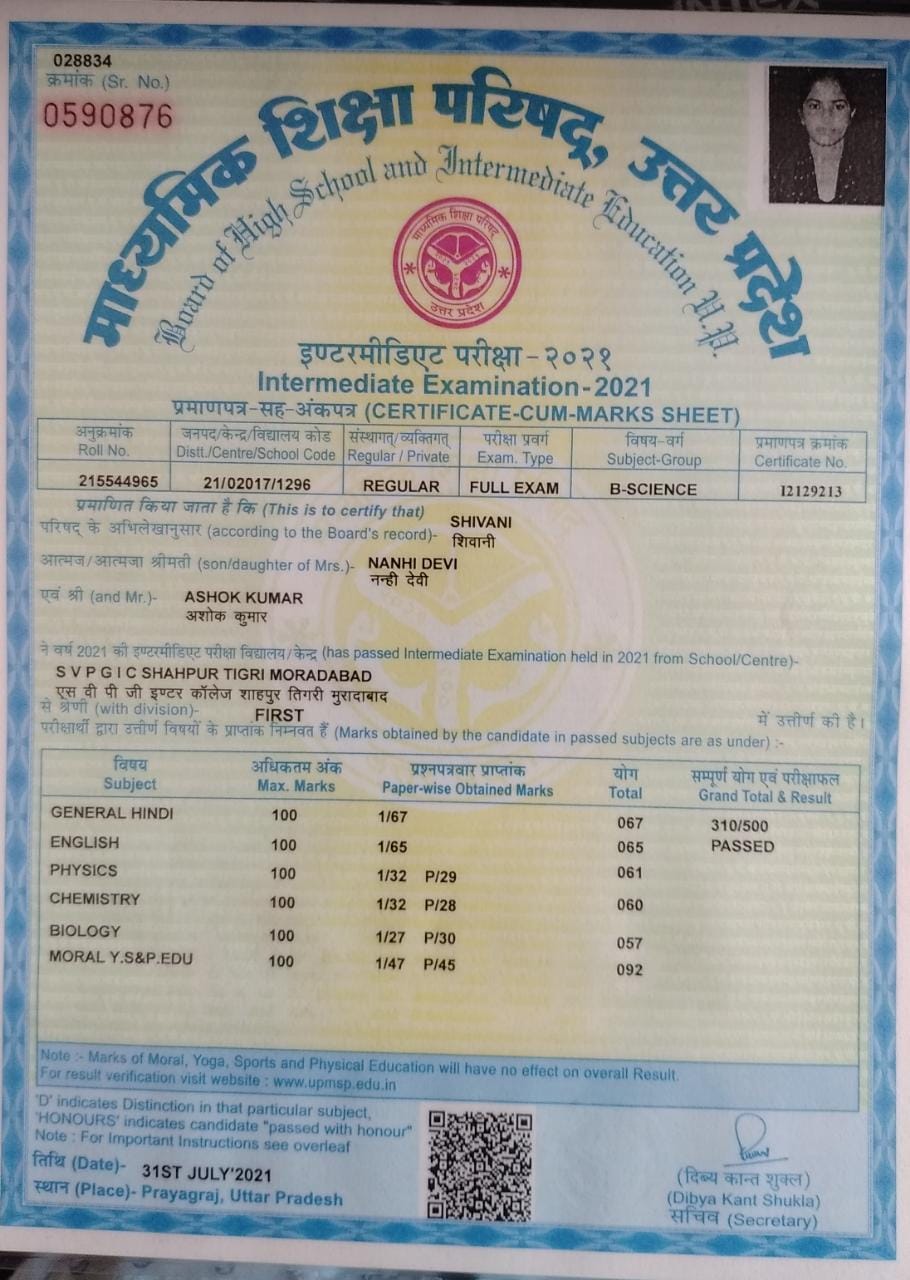 028834
क्रमांक (Sr. No.)
0590876
माध्यमिक शिक्षा परिषद्, उत्तर प्रदेश
Board of High School and Intermediate Education U.P.
माध्यमिक शिक्षा परिषद्
उत्तर प्रदेश
इण्टरमीडिएट परीक्षा - २०२१
Intermediate Examination - 2021
प्रमाणपत्र-सह-अंकपत्र (CERTIFICATE-CUM-MARKS SHEET)
अनुक्रमांक जनपद/केन्द्र/विद्यालय कोड संस्थागत/व्यक्तिगत परीक्षा प्रवर्ग विषय-वर्ग प्रमाणपत्र क्रमांक
Roll No. Distt./Centre/School Code Regular / Private Exam. Type Subject-Group Certificate No.
215544965 21/02017/1296 REGULAR FULL EXAM B-SCIENCE I2129213
प्रमाणित किया जाता है कि (This is to certify that)
परिषद् के अभिलेखानुसार (according to the Board's record)- SHIVANI
शिवानी
आत्मज/आत्मजा श्रीमती (son/daughter of Mrs.)- NANHI DEVI
नन्ही देवी
एवं श्री (and Mr.)- ASHOK KUMAR
अशोक कुमार
ने वर्ष 2021 की इण्टरमीडिएट परीक्षा विद्यालय/केन्द्र (has passed Intermediate Examination held in 2021 from School/Centre)-
S V P G I C SHAHPUR TIGRI MORADABAD
एस वी पी जी इण्टर कॉलेज शाहपुर तिगरी मुरादाबाद
से श्रेणी (with division)- FIRST में उत्तीर्ण की है।
परीक्षार्थी द्वारा उत्तीर्ण विषयों के प्राप्तांक निम्नवत हैं (Marks obtained by the candidate in passed subjects are as under) :-
विषय अधिकतम अंक प्रश्नपत्रवार प्राप्तांक योग सम्पूर्ण योग एवं परीक्षाफल
Subject Max. Marks Paper-wise Obtained Marks Total Grand Total & Result
GENERAL HINDI 100 1/67 067 310/500
ENGLISH 100 1/65 065 PASSED
PHYSICS 100 1/32 P/29 061
CHEMISTRY 100 1/32 P/28 060
BIOLOGY 100 1/27 P/30 057
MORAL Y.S&P.EDU 100 1/47 P/45 092
Note :- Marks of Moral, Yoga, Sports and Physical Education will have no effect on overall Result.
For result verification visit website : www.upmsp.edu.in
'D' indicates Distinction in that particular subject,
'HONOURS' indicates candidate "passed with honour"
Note : For Important Instructions see overleaf
तिथि (Date)- 31ST JULY'2021
स्थान (Place)- Prayagraj, Uttar Pradesh
(दिब्य कान्त शुक्ल)
(Dibya Kant Shukla)
सचिव (Secretary)